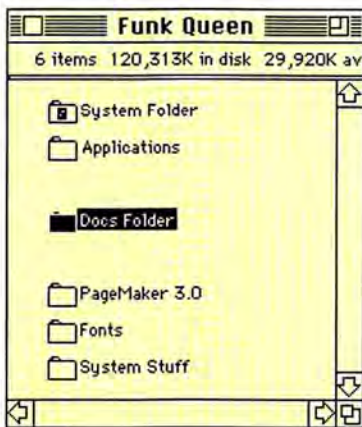 Funk Queen
6 items 120,313K in disk 29,920K av
System Folder
Applications
Docs Folder
PageMaker 3.0
Fonts
System Stuff